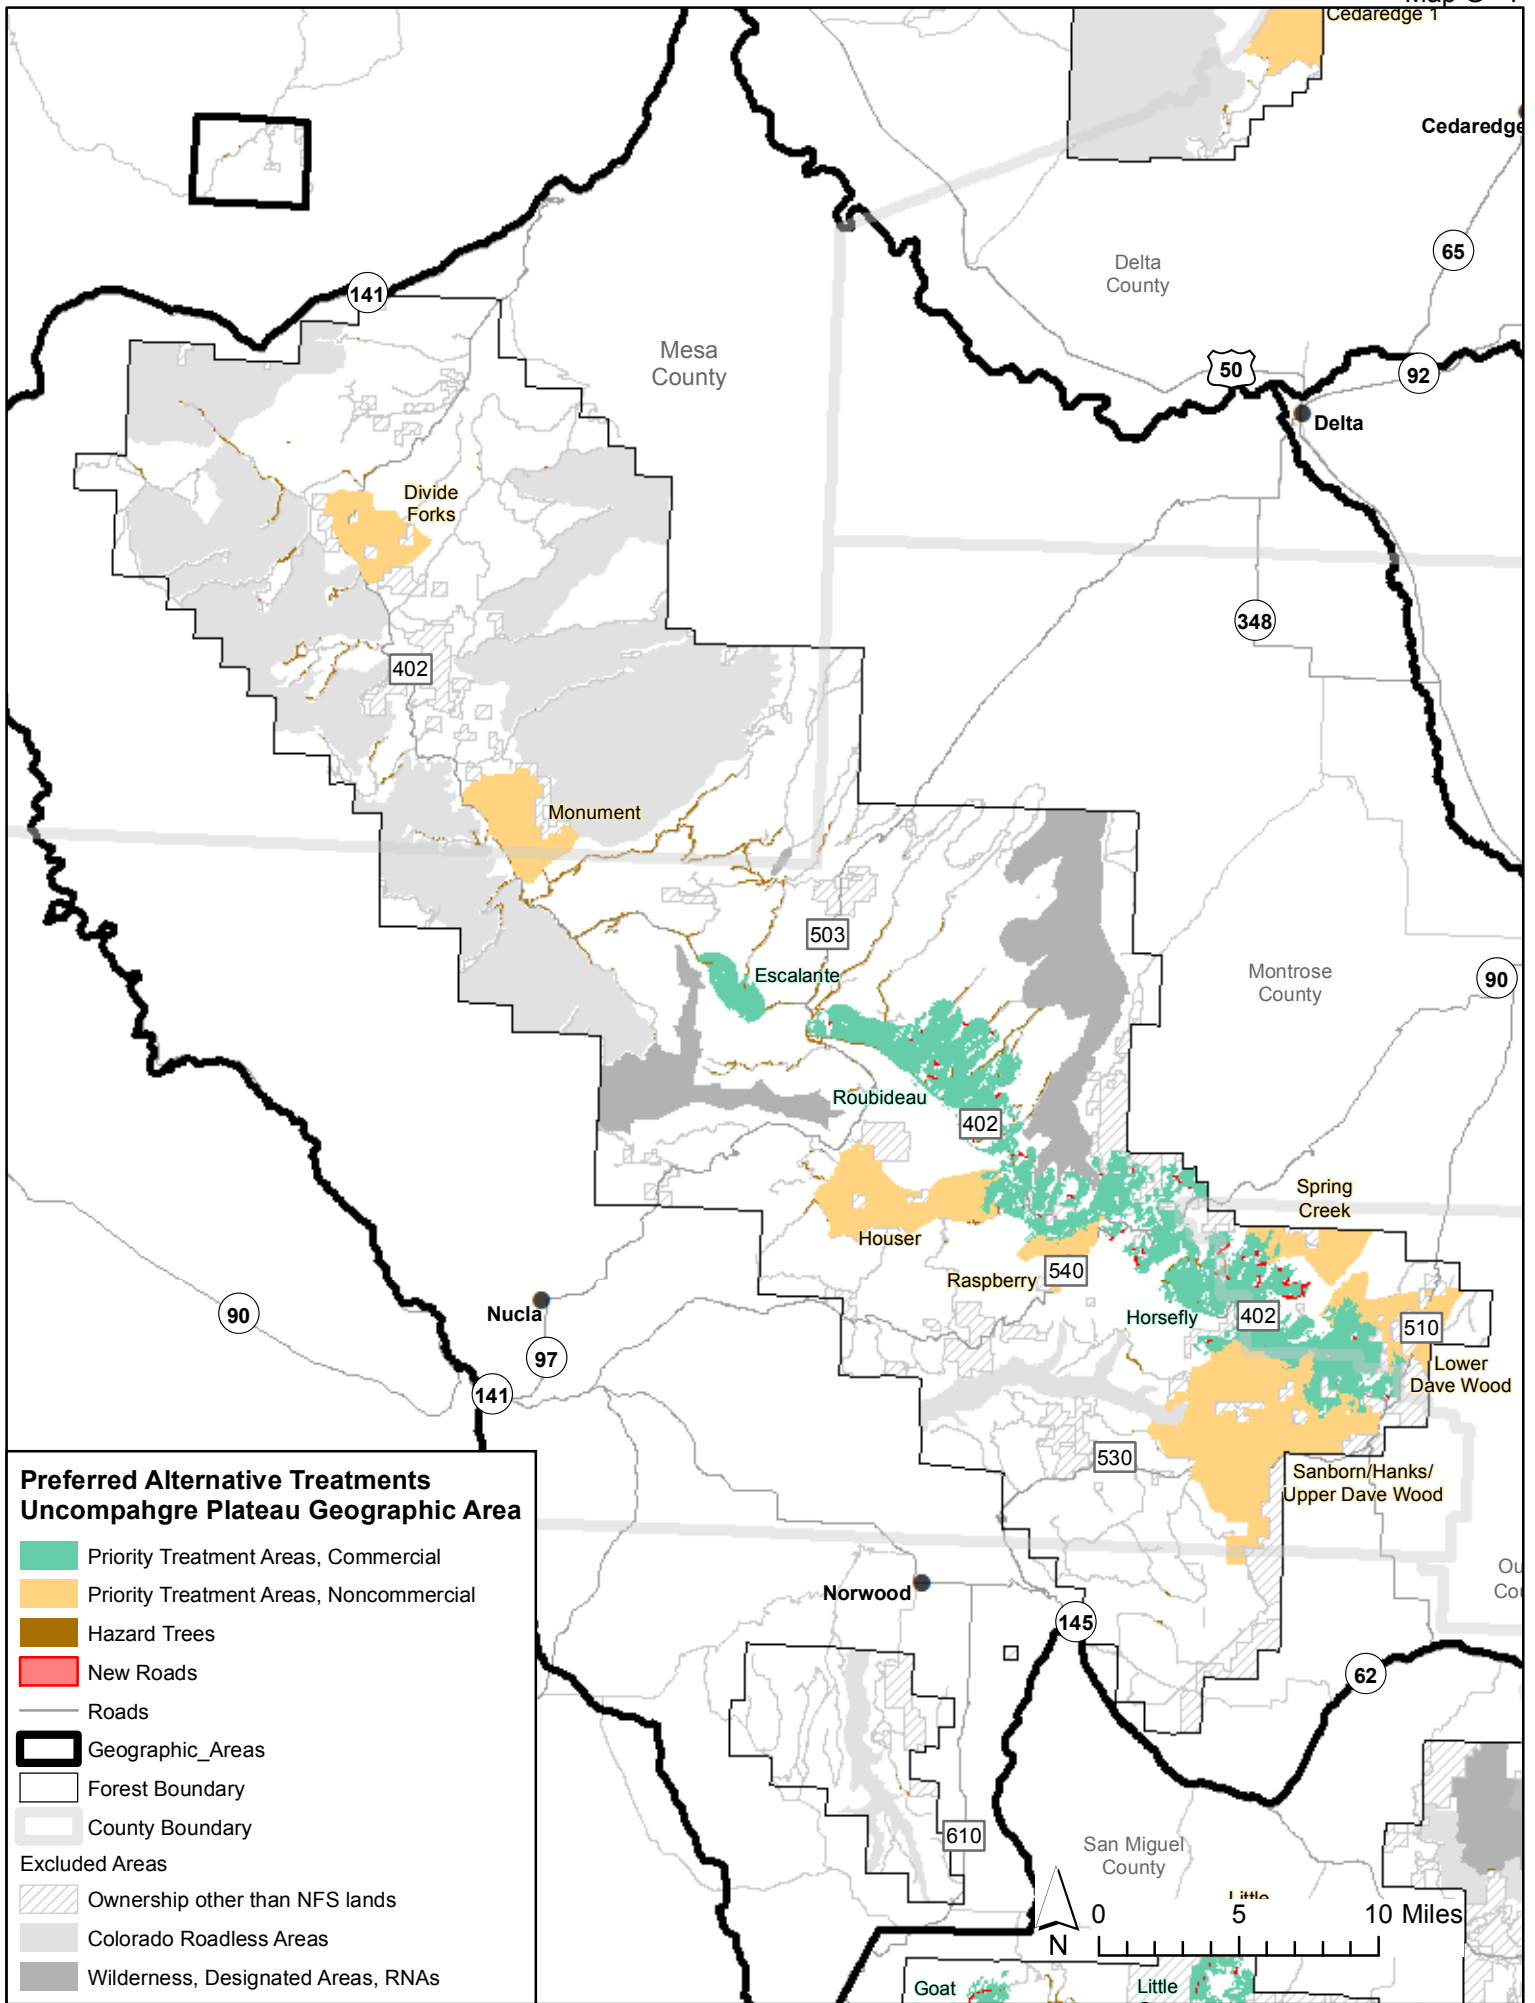 Cedaredge 1
Cedaredge
65
141
Delta
County
Mesa
County
50
92
Delta
Divide
Forks
348
402
Monument
503
Escalante
Montrose
County
90
Roubideau
402
Spring
Creek
Houser
Raspberry
540
Nucla
Horsefly
402
510
90
97
Lower
Dave Wood
141
530
Sanborn/Hanks/
Upper Dave Wood
Preferred Alternative Treatments
Uncompahgre Plateau Geographic Area
Priority Treatment Areas, Commercial
Priority Treatment Areas, Noncommercial
Hazard Trees
New Roads
Roads
Geographic_Areas
Forest Boundary
County Boundary
Excluded Areas
Ownership other than NFS lands
Colorado Roadless Areas
Wilderness, Designated Areas, RNAs
Norwood
145
62
610
San Miguel
County
Little
0 5 10 Miles
N
Goat
Little